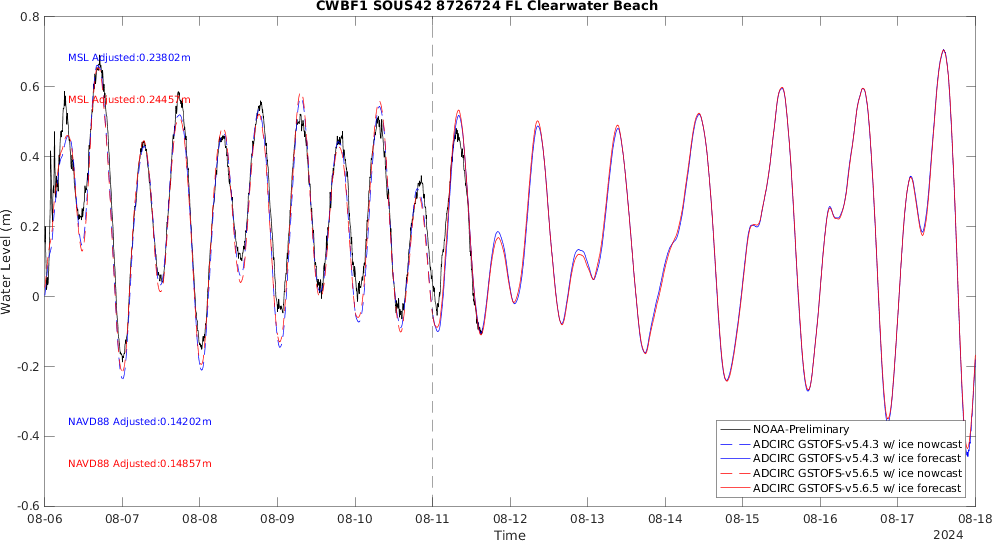 CWBF1 SOUS42 8726724 FL Clearwater Beach
0.8
0.6
0.4
0.2
0
-0.2
-0.4
-0.6
Water Level (m)
MSL Adjusted:0.23802m
MSL Adjusted:0.24457m
NAVD88 Adjusted:0.14202m
NAVD88 Adjusted:0.14857m
NOAA-Preliminary
ADCIRC GSTOFS-v5.4.3 w/ ice nowcast
ADCIRC GSTOFS-v5.4.3 w/ ice forecast
ADCIRC GSTOFS-v5.6.5 w/ ice nowcast
ADCIRC GSTOFS-v5.6.5 w/ ice forecast
08-06 08-07 08-08 08-09 08-10 08-11 08-12 08-13 08-14 08-15 08-16 08-17 08-18
Time
2024